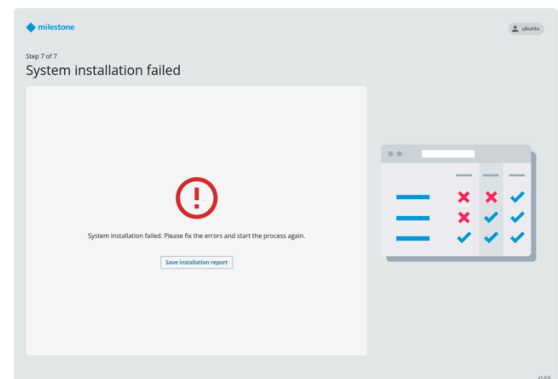 milestone
ubuntu
Step 7 of 7
System installation failed
System installation failed. Please fix the errors and start the process again.
Save installation report